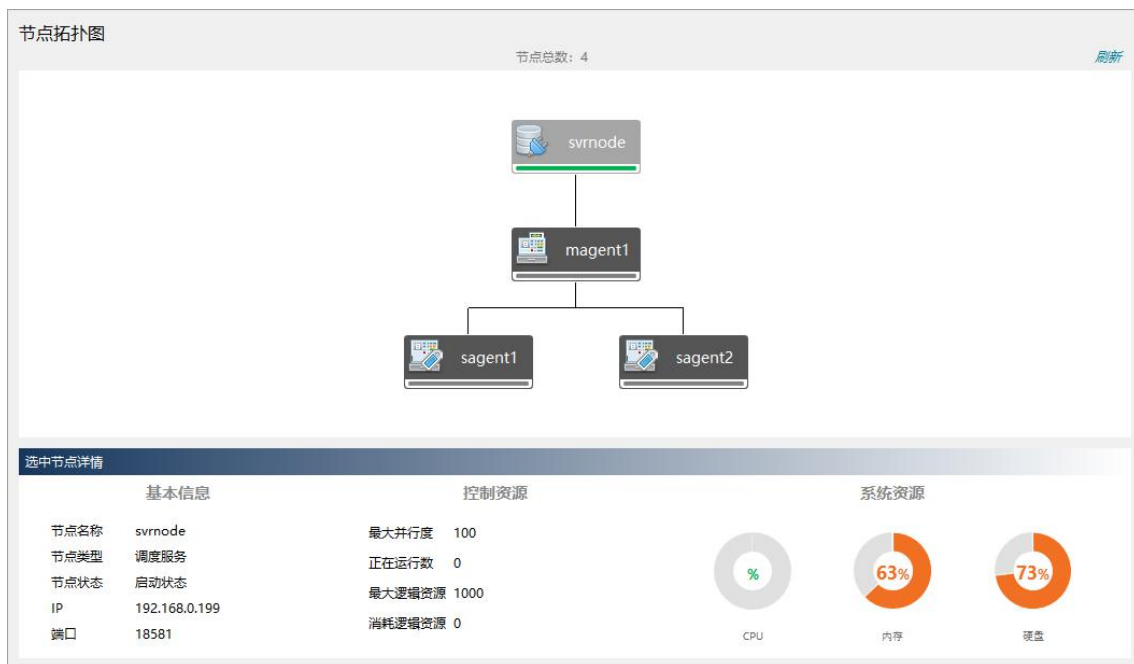 节点拓扑图
节点总数: 4
刷新
svrnode
magent1
sagent1
sagent2
选中节点详情
基本信息
控制资源
系统资源
节点名称 svrnode
节点类型 调度服务
节点状态 启动状态
IP 192.168.0.199
端口 18581
最大并行度 100
正在运行数 0
最大逻辑资源 1000
消耗逻辑资源 0
%
63%
73%
CPU
内存
硬盘